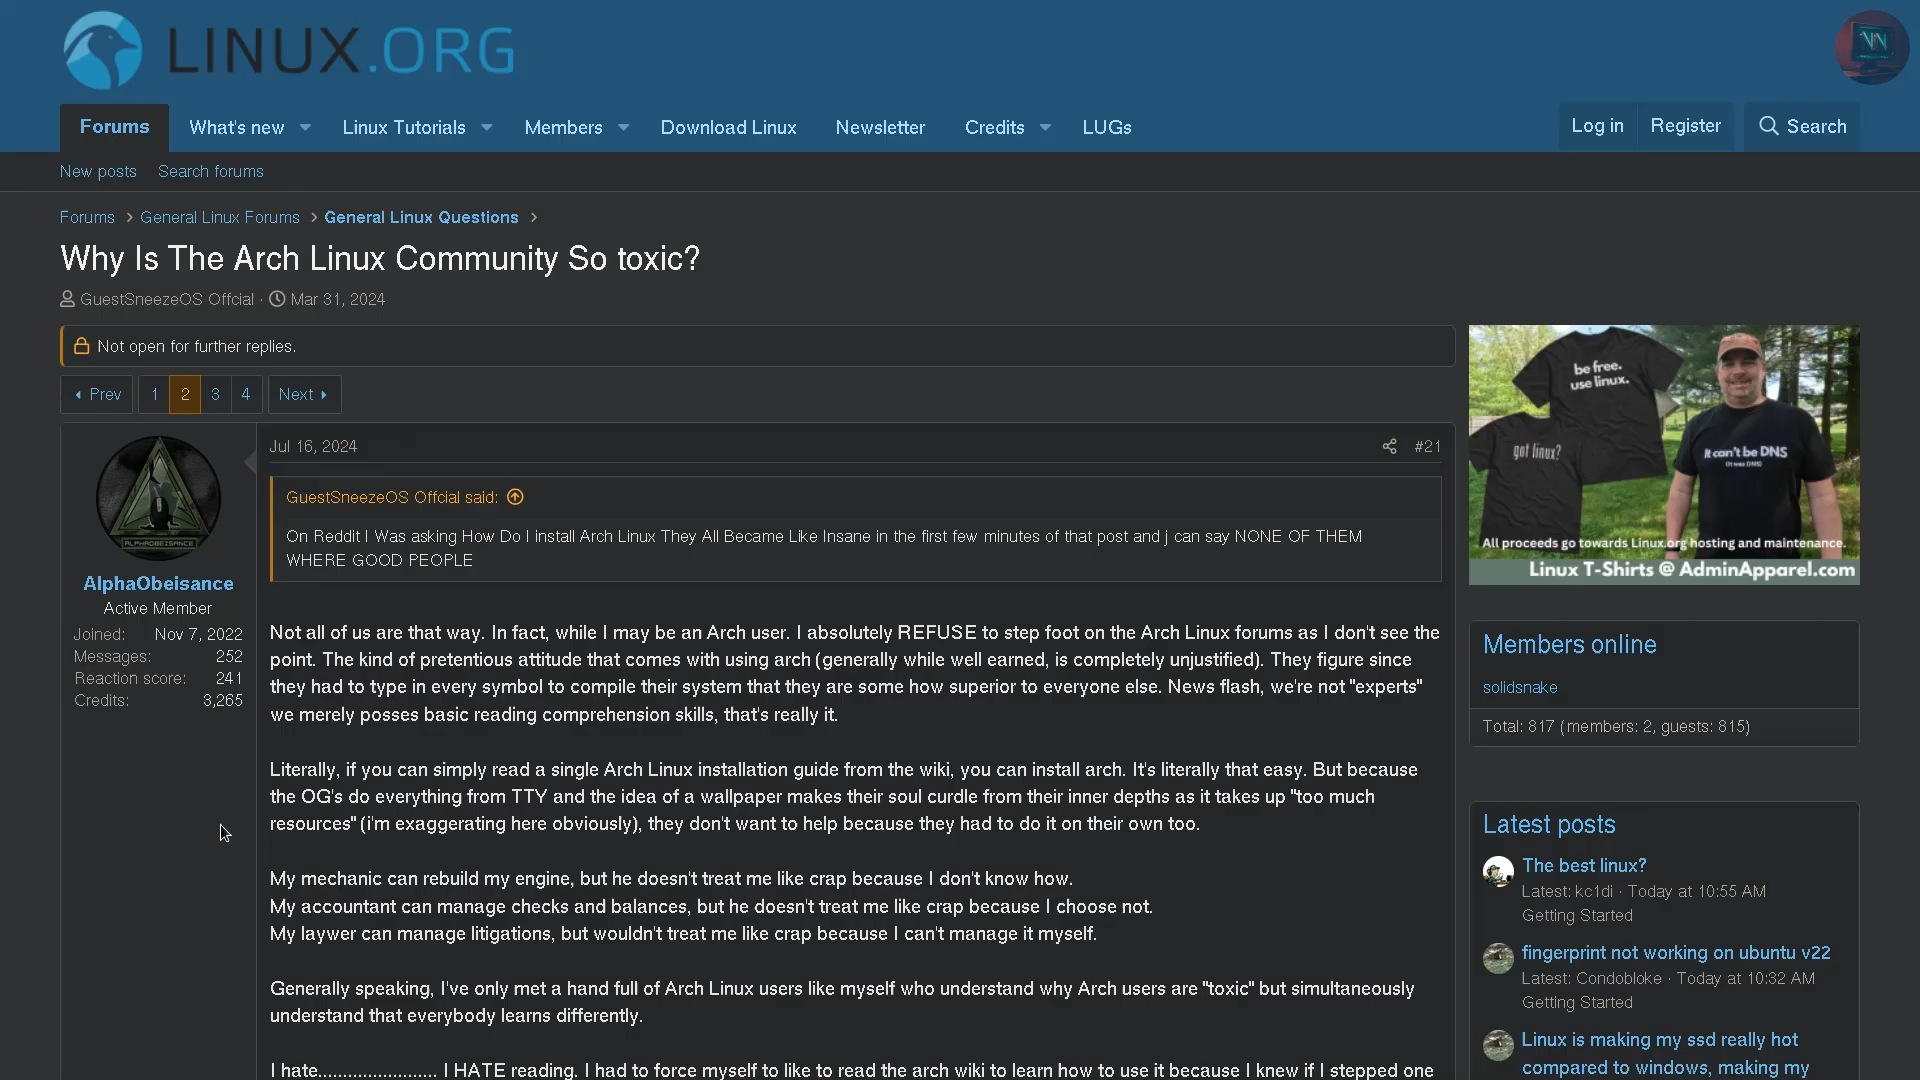 LINUX.ORG
Forums What's new Linux Tutorials Members Download Linux Newsletter Credits LUGs Log in Register Search
New posts Search forums
Forums General Linux Forums General Linux Questions
Why Is The Arch Linux Community So toxic?
GuestSneezeOS Offcial · Mar 31, 2024
Not open for further replies.
Prev 1 2 3 4 Next
ALPHAOBEISANCE
AlphaObeisance
Active Member
Joined: Nov 7, 2022
Messages: 252
Reaction score: 241
Credits: 3,265
Jul 16, 2024 #21
GuestSneezeOS Offcial said:
On Reddit I Was asking How Do I install Arch Linux They All Became Like Insane in the first few minutes of that post and j can say NONE OF THEM
WHERE GOOD PEOPLE
Not all of us are that way. In fact, while I may be an Arch user. I absolutely REFUSE to step foot on the Arch Linux forums as I don't see the
point. The kind of pretentious attitude that comes with using arch (generally while well earned, is completely unjustified). They figure since
they had to type in every symbol to compile their system that they are some how superior to everyone else. News flash, we're not "experts"
we merely posses basic reading comprehension skills, that's really it.
Literally, if you can simply read a single Arch Linux installation guide from the wiki, you can install arch. It's literally that easy. But because
the OG's do everything from TTY and the idea of a wallpaper makes their soul curdle from their inner depths as it takes up "too much
resources" (i'm exaggerating here obviously), they don't want to help because they had to do it on their own too.
My mechanic can rebuild my engine, but he doesn't treat me like crap because I don't know how.
My accountant can manage checks and balances, but he doesn't treat me like crap because I choose not.
My laywer can manage litigations, but wouldn't treat me like crap because I can't manage it myself.
Generally speaking, I've only met a hand full of Arch Linux users like myself who understand why Arch users are "toxic" but simultaneously
understand that everybody learns differently.
I hate........................ I HATE reading. I had to force myself to like to read the arch wiki to learn how to use it because I knew if I stepped one
be free.
use linux.
got linux?
It can't be DNS
(It was DNS)
All proceeds go towards Linux.org hosting and maintenance.
Linux T-Shirts @ AdminApparel.com
Members online
solidsnake
Total: 817 (members: 2, guests: 815)
Latest posts
The best linux?
Latest: kc1di · Today at 10:55 AM
Getting Started
fingerprint not working on ubuntu v22
Latest: Condobloke · Today at 10:32 AM
Getting Started
Linux is making my ssd really hot
compared to windows, making my